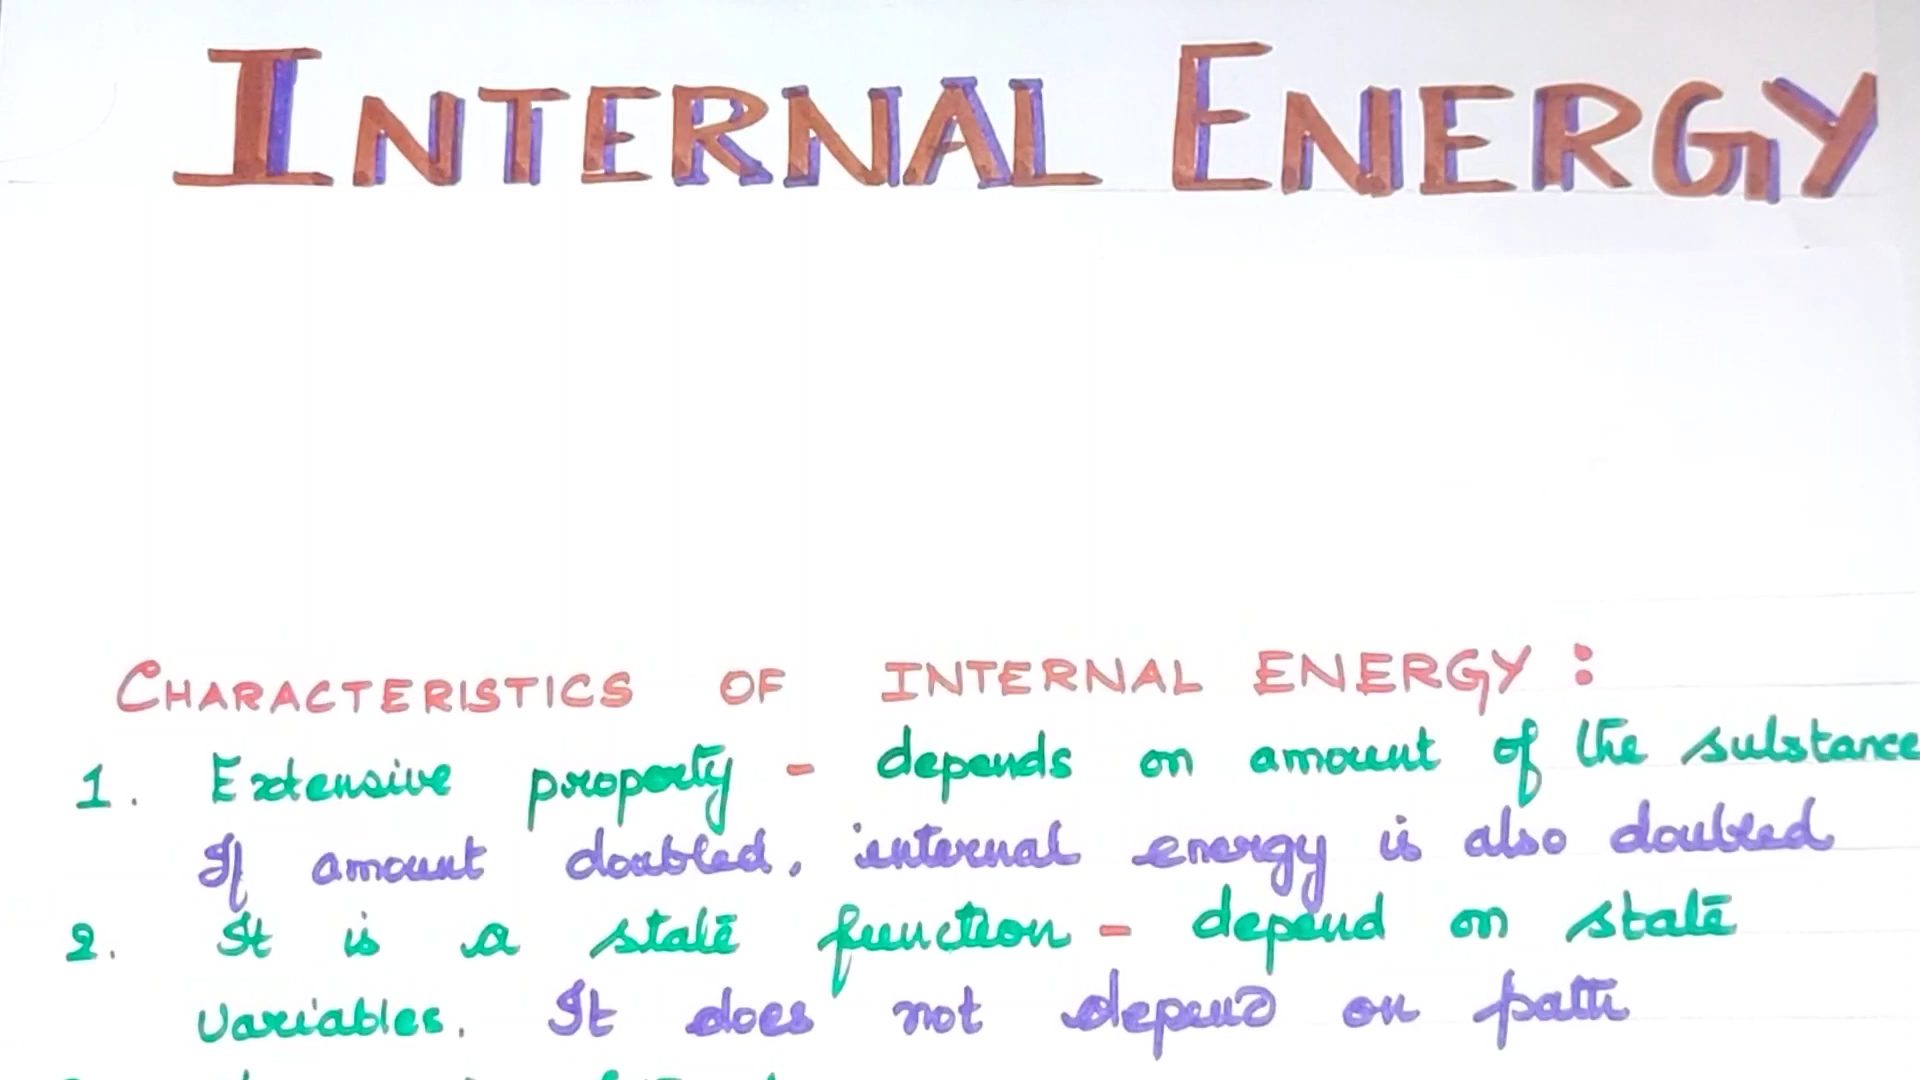 INTERNAL ENERGY
CHARACTERISTICS OF INTERNAL ENERGY :
1. Extensive property - depends on amount of the substance
If amount doubled, internal energy is also doubled
2. It is a state function - depend on state
variables. It does not depend on path